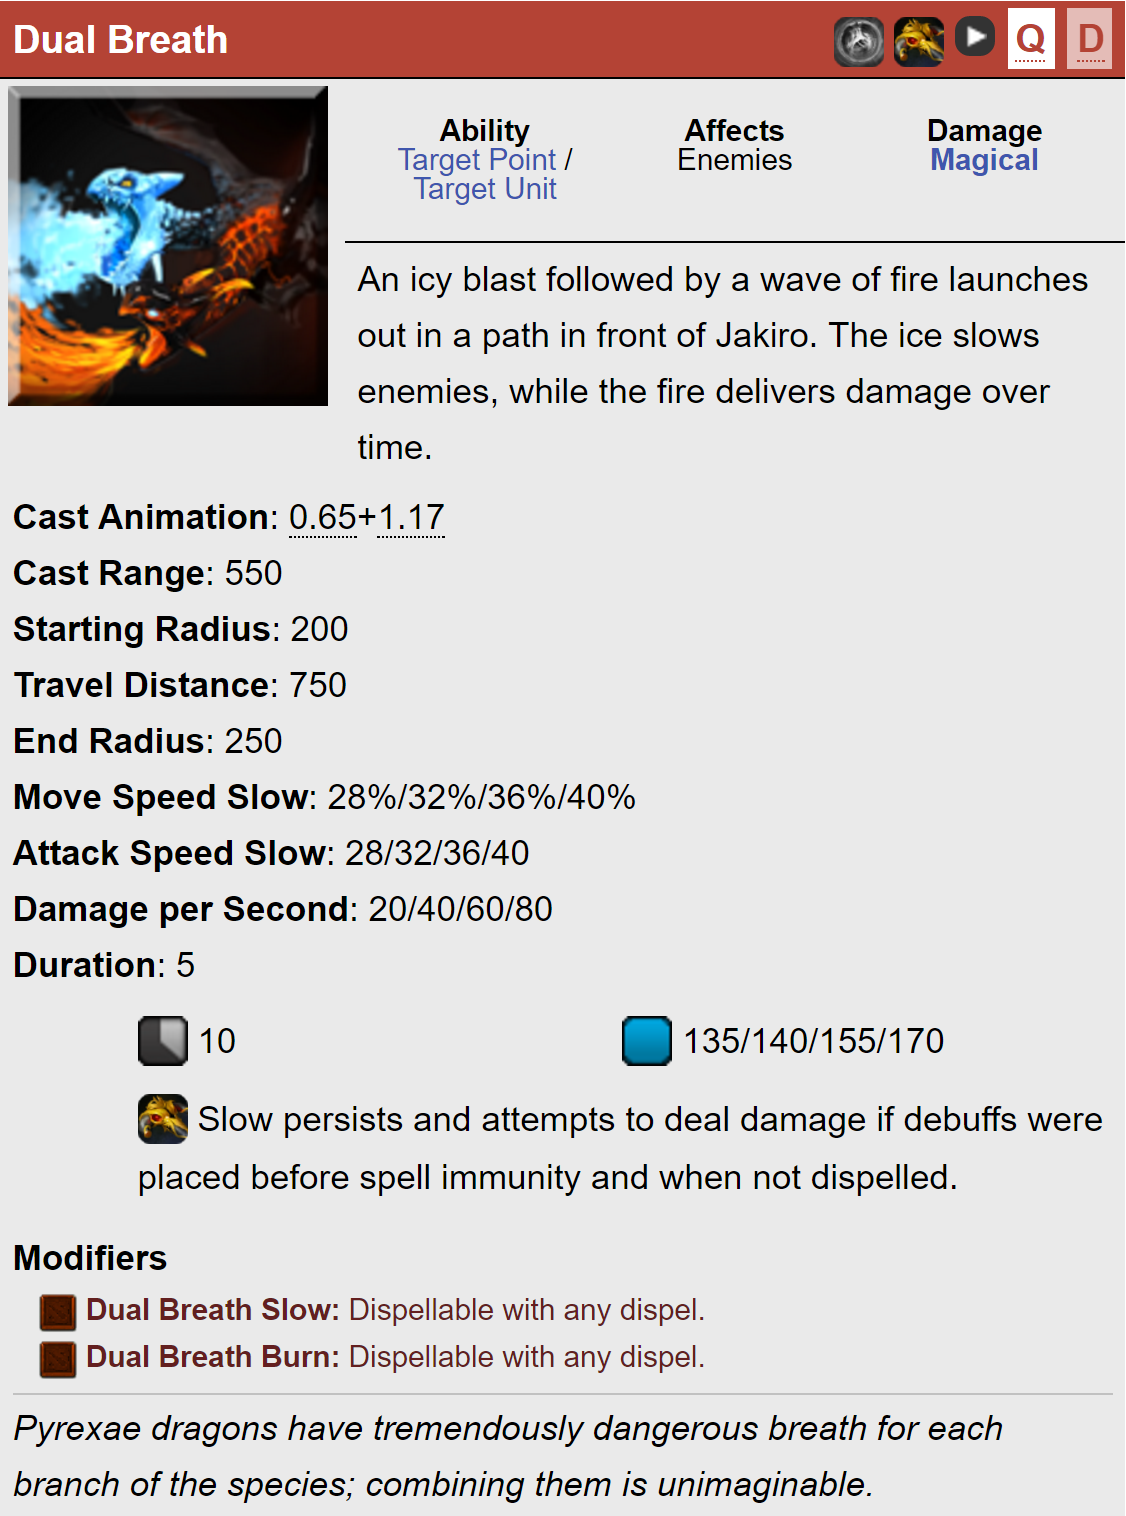 Dual Breath Q D
Ability
Target Point /
Target Unit
Affects
Enemies
Damage
Magical
An icy blast followed by a wave of fire launches
out in a path in front of Jakiro. The ice slows
enemies, while the fire delivers damage over
time.
Cast Animation: 0.65+1.17
Cast Range: 550
Starting Radius: 200
Travel Distance: 750
End Radius: 250
Move Speed Slow: 28%/32%/36%/40%
Attack Speed Slow: 28/32/36/40
Damage per Second: 20/40/60/80
Duration: 5
10
135/140/155/170
Slow persists and attempts to deal damage if debuffs were
placed before spell immunity and when not dispelled.
Modifiers
Dual Breath Slow: Dispellable with any dispel.
Dual Breath Burn: Dispellable with any dispel.
Pyrexae dragons have tremendously dangerous breath for each
branch of the species; combining them is unimaginable.